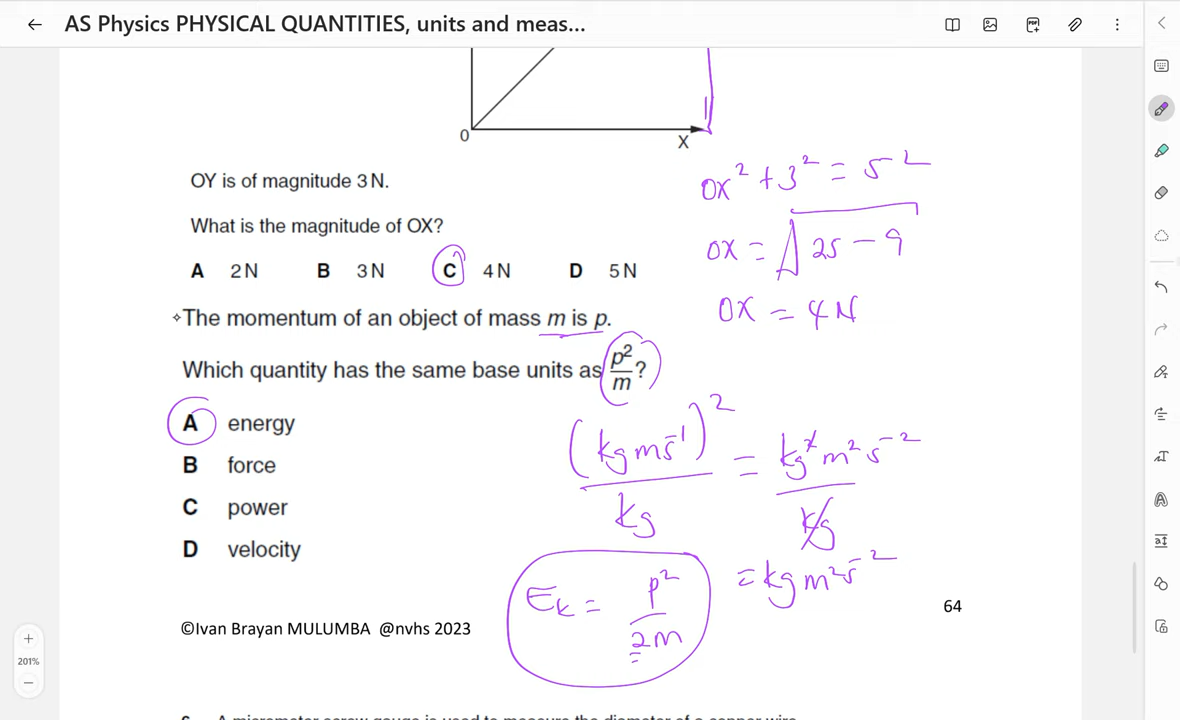 AS Physics PHYSICAL QUANTITIES, units and meas...
0
X
OY is of magnitude 3 N.
What is the magnitude of OX?
A 2 N B 3 N C 4 N D 5 N
OX² + 3² = 5²
OX = √25 − 9
OX = 4 N
The momentum of an object of mass m is p.
Which quantity has the same base units as p²/m?
A energy
B force
C power
D velocity
(kg m s⁻¹)² / kg = kg² m² s⁻² / kg
= kg m² s⁻²
Eₖ = p² / 2m
64
©Ivan Brayan MULUMBA @nvhs 2023
201%